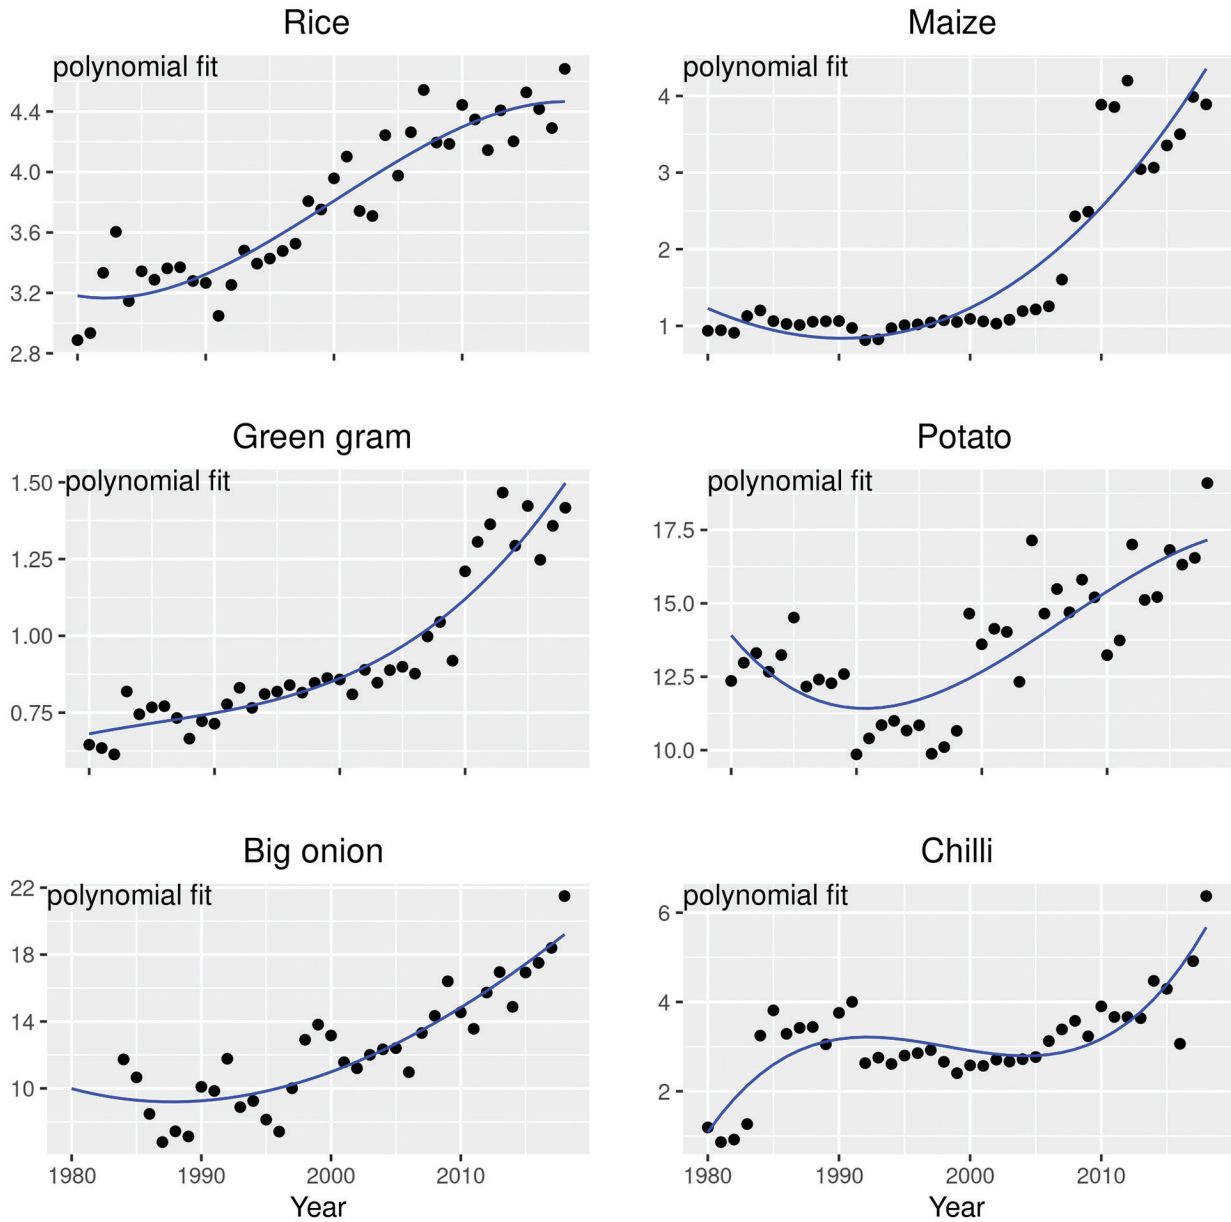 Rice
polynomial fit
4.4
4.0
3.6
3.2
2.8
Maize
polynomial fit
4
3
2
1
Green gram
polynomial fit
1.50
1.25
1.00
0.75
Potato
polynomial fit
17.5
15.0
12.5
10.0
Big onion
polynomial fit
22
18
14
10
1980 1990 2000 2010
Year
Chilli
polynomial fit
6
4
2
1980 1990 2000 2010
Year